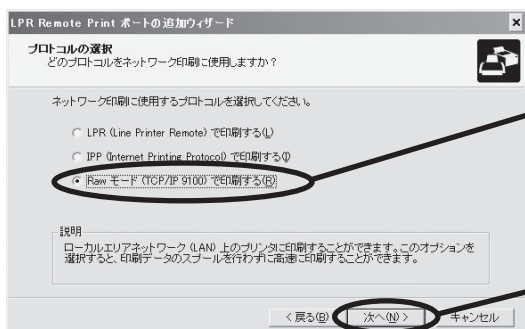 LPR Remote Print ポートの追加ウィザード
プロトコルの選択
どのプロトコルをネットワーク印刷に使用しますか？
ネットワーク印刷に使用するプロトコルを選択してください。
LPR (Line Printer Remote) で印刷する(L)
IPP (Internet Printing Protocol) で印刷する(I)
Raw モード (TCP/IP 9100) で印刷する(R)
説明
ローカルエリアネットワーク (LAN) 上のプリンタに印刷することができます。このオプションを
選択すると、印刷データのスプールを行わずに高速に印刷することができます。
< 戻る(B)
次へ(N) >
キャンセル